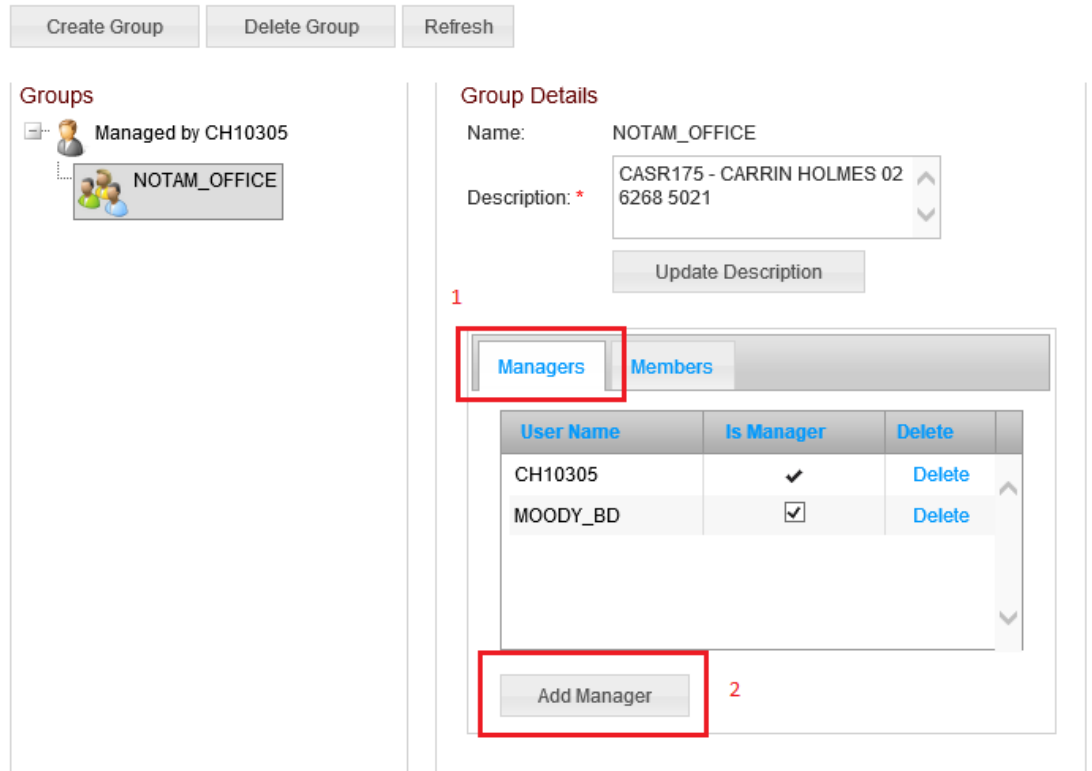 Create Group Delete Group Refresh
Groups
Managed by CH10305
NOTAM_OFFICE
Group Details
Name: NOTAM_OFFICE
Description: * CASR175 - CARRIN HOLMES 02
6268 5021
Update Description
1
Managers Members
User Name Is Manager Delete
CH10305 Delete
MOODY_BD Delete
Add Manager 2